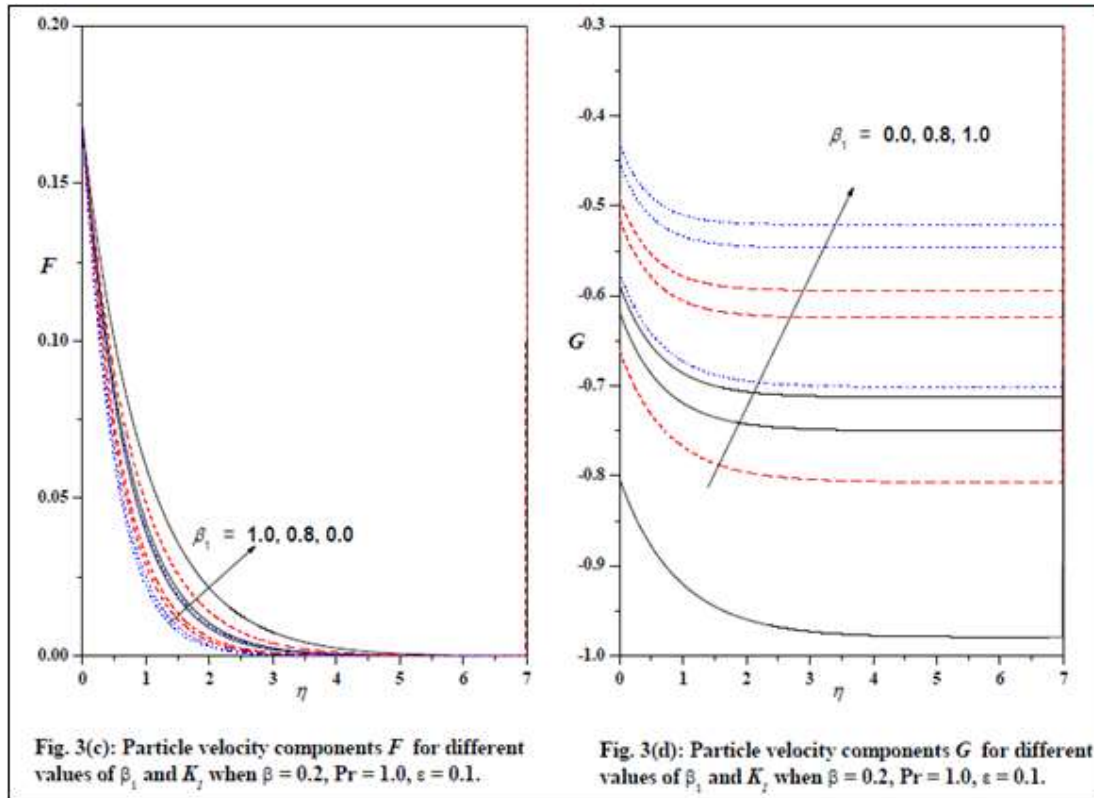 0.20
0.15
0.10
0.05
0.00
F
β₁ = 1.0, 0.8, 0.0
0 1 2 3 4 5 6 7
η
Fig. 3(c): Particle velocity components F for different
values of β₁ and K₁ when β = 0.2, Pr = 1.0, ε = 0.1.
-0.3
-0.4
-0.5
-0.6
-0.7
-0.8
-0.9
-1.0
G
β₁ = 0.0, 0.8, 1.0
0 1 2 3 4 5 6 7
η
Fig. 3(d): Particle velocity components G for different
values of β₁ and K₁ when β = 0.2, Pr = 1.0, ε = 0.1.